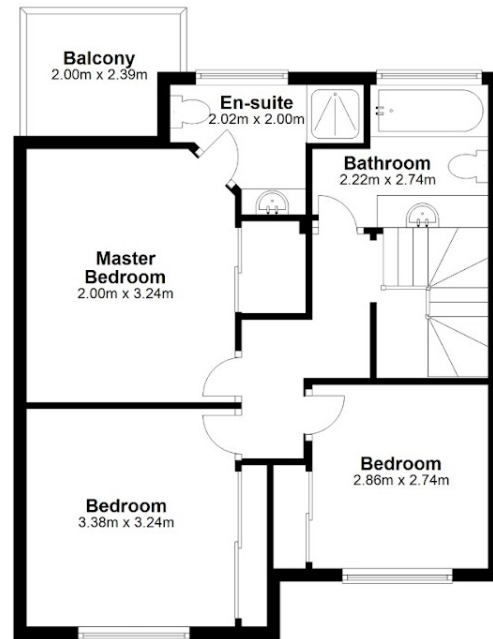 Balcony
2.00m x 2.39m
En-suite
2.02m x 2.00m
Bathroom
2.22m x 2.74m
Master
Bedroom
2.00m x 3.24m
Bedroom
3.38m x 3.24m
Bedroom
2.86m x 2.74m